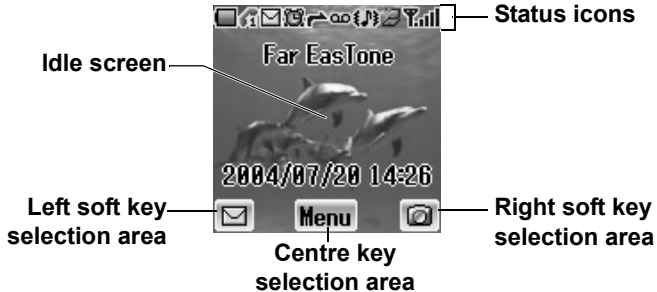 Status icons
Idle screen
Far EasTone
2004/07/20 14:26
Left soft key
selection area
Menu
Right soft key
selection area
Centre key
selection area